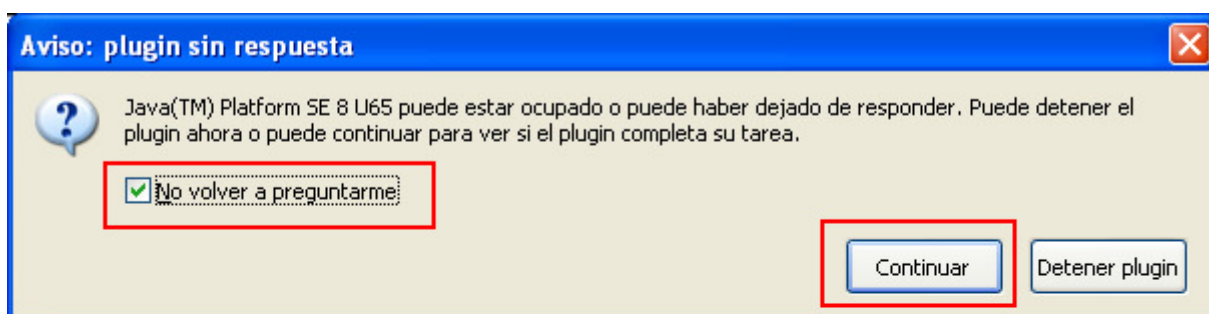 Aviso: plugin sin respuesta
Java(TM) Platform SE 8 U65 puede estar ocupado o puede haber dejado de responder. Puede detener el
plugin ahora o puede continuar para ver si el plugin completa su tarea.
No volver a preguntarme
Continuar
Detener plugin